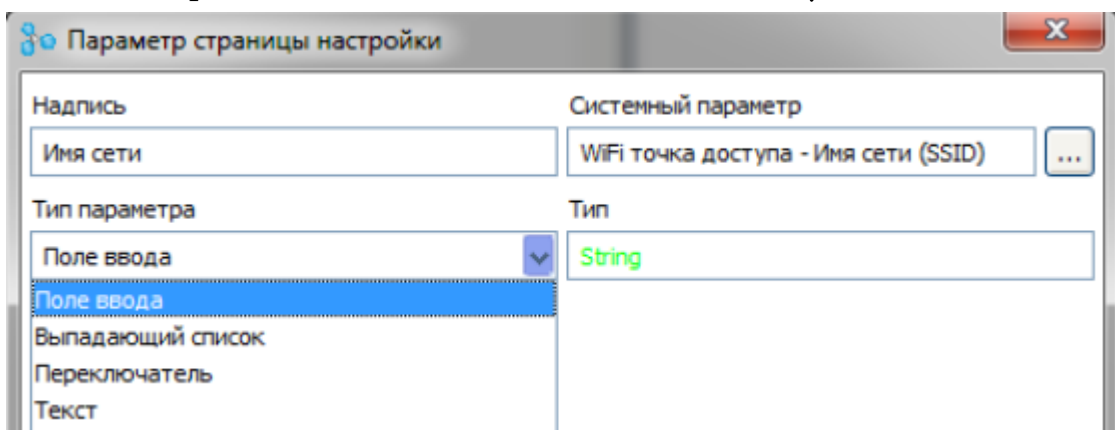 Параметр страницы настройки
Надпись Системный параметр
Имя сети WiFi точка доступа - Имя сети (SSID) ...
Тип параметра Тип
Поле ввода String
Поле ввода
Выпадающий список
Переключатель
Текст